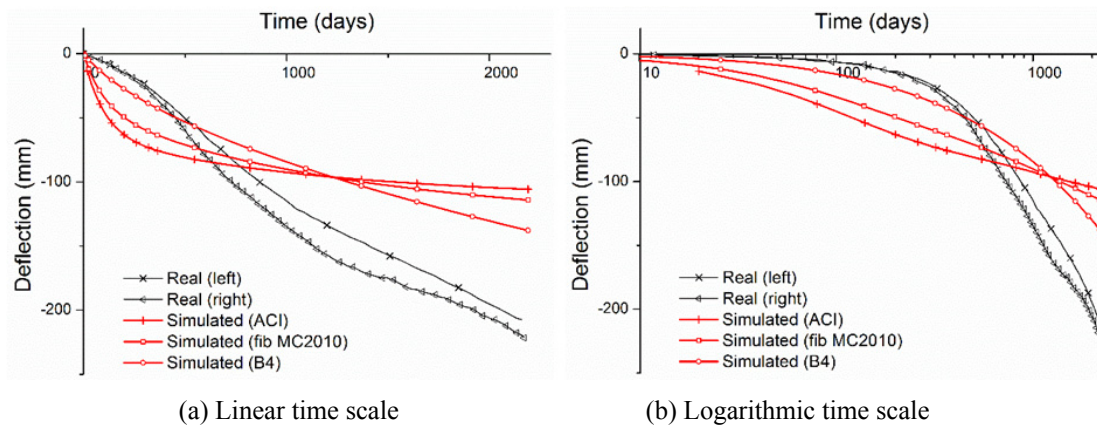 Time (days)
0
0
1000
2000
-100
-200
Deflection (mm)
Real (left)
Real (right)
Simulated (ACI)
Simulated (fib MC2010)
Simulated (B4)
(a) Linear time scale
Time (days)
0
10
100
1000
-100
-200
Deflection (mm)
Real (left)
Real (right)
Simulated (ACI)
Simulated (fib MC2010)
Simulated (B4)
(b) Logarithmic time scale